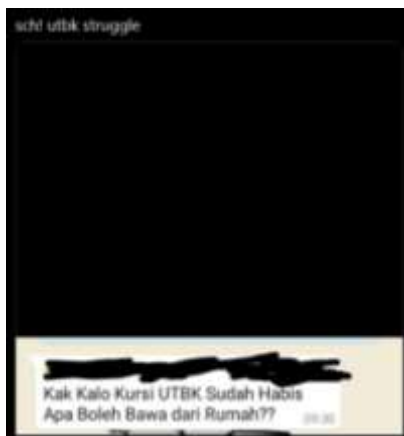 sch! utbk struggle
Kak Kalo Kursi UTBK Sudah Habis
Apa Boleh Bawa dari Rumah??